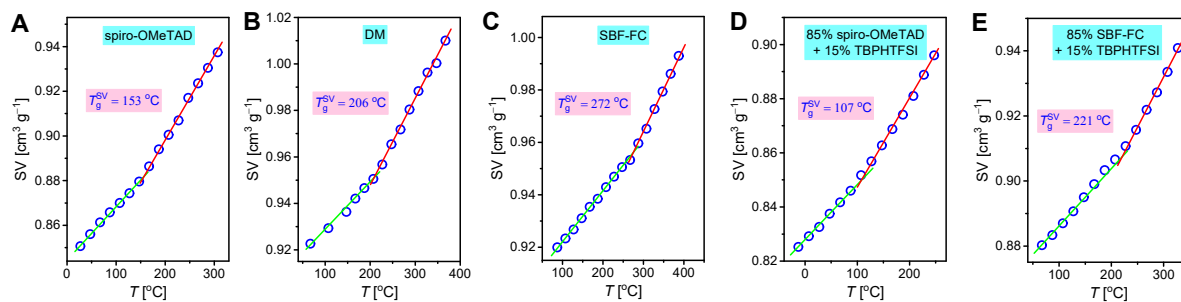 A
spiro-OMeTAD
T_g^SV = 153 °C
SV [cm³ g⁻¹]
0.94
0.92
0.90
0.88
0.86
0
100
200
300
T [°C]
B
DM
T_g^SV = 206 °C
SV [cm³ g⁻¹]
1.02
1.00
0.98
0.96
0.94
0.92
0
100
200
300
400
T [°C]
C
SBF-FC
T_g^SV = 272 °C
SV [cm³ g⁻¹]
1.00
0.98
0.96
0.94
0.92
100
200
300
400
T [°C]
D
85% spiro-OMeTAD
+ 15% TBPHTFSI
T_g^SV = 107 °C
SV [cm³ g⁻¹]
0.90
0.88
0.86
0.84
0.82
0
100
200
T [°C]
E
85% SBF-FC
+ 15% TBPHTFSI
T_g^SV = 221 °C
SV [cm³ g⁻¹]
0.94
0.92
0.90
0.88
100
200
300
T [°C]